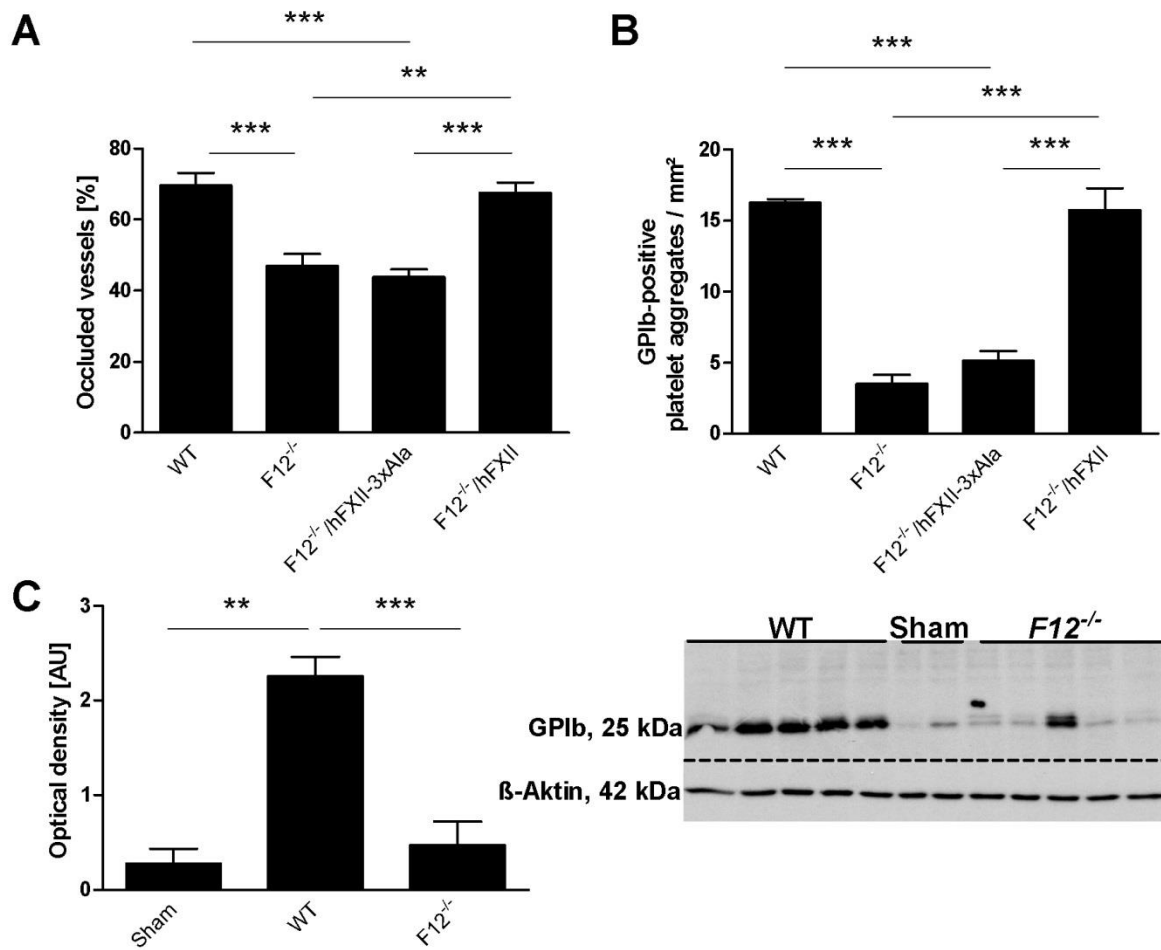 A
***
**
***
***
Occluded vessels [%]
80
60
40
20
0
WT
F12-/-
F12-/-/hFXII-3xAla
F12-/-/hFXII
B
***
***
***
***
GPIb-positive
platelet aggregates / mm²
20
15
10
5
0
WT
F12-/-
F12-/-/hFXII-3xAla
F12-/-/hFXII
C
**
***
Optical density [AU]
3
2
1
0
Sham
WT
F12-/-
WT
Sham
F12-/-
GPIb, 25 kDa
ß-Aktin, 42 kDa